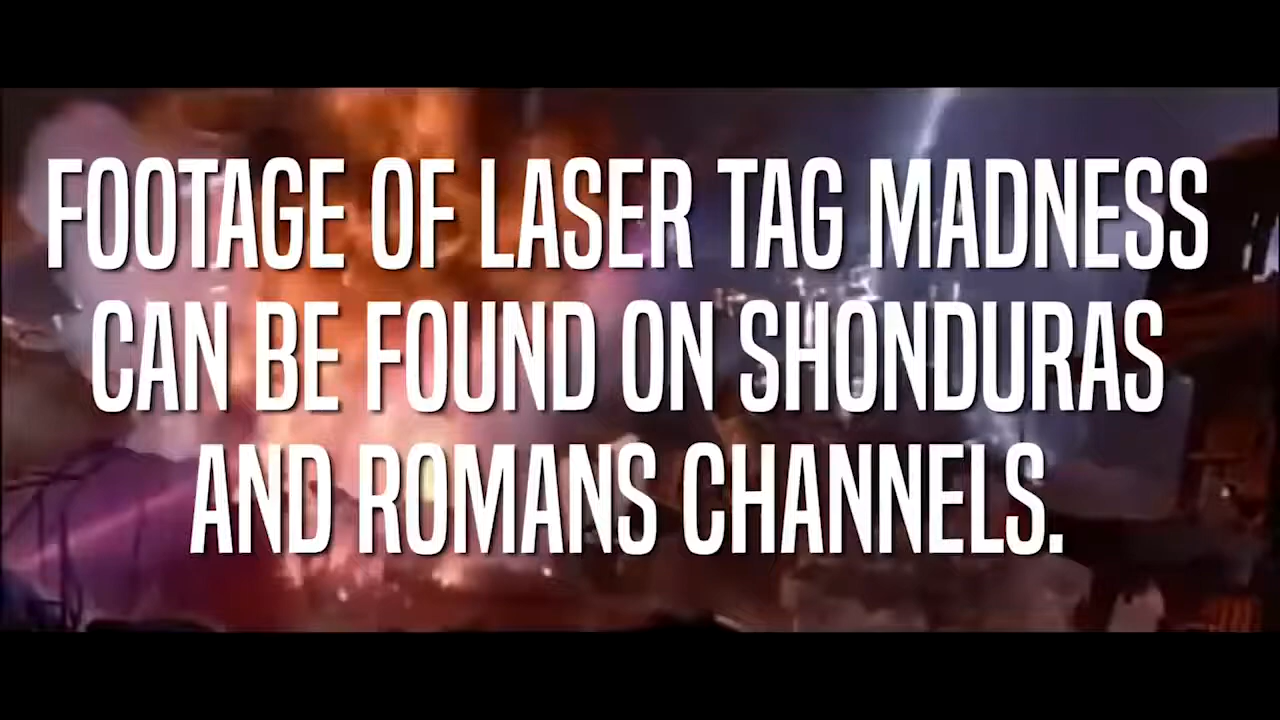 FOOTAGE OF LASER TAG MADNESS
CAN BE FOUND ON SHONDURAS
AND ROMANS CHANNELS.